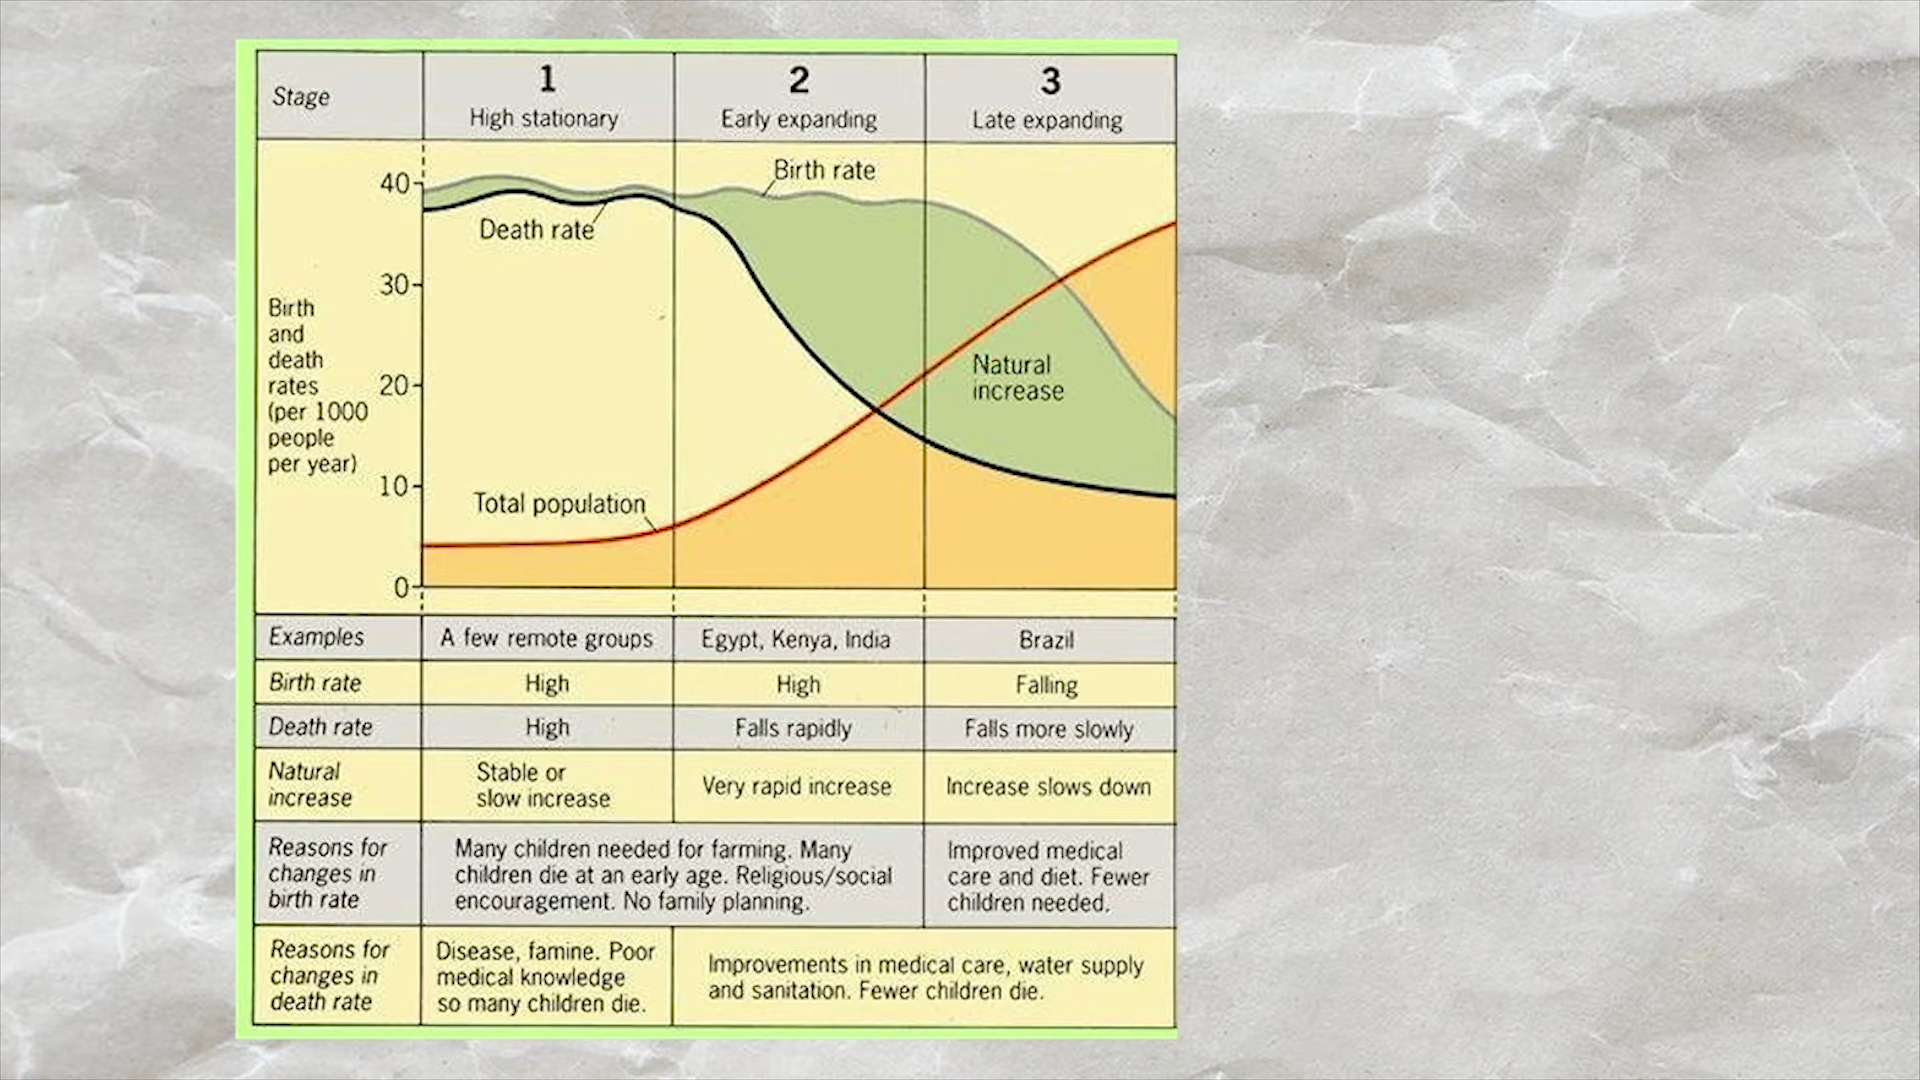 Stage
1
High stationary
2
Early expanding
3
Late expanding
Birth
and
death
rates
(per 1000
people
per year)
40
30
20
10
0
Birth rate
Death rate
Natural
increase
Total population
Examples
A few remote groups
Egypt, Kenya, India
Brazil
Birth rate
High
High
Falling
Death rate
High
Falls rapidly
Falls more slowly
Natural
increase
Stable or
slow increase
Very rapid increase
Increase slows down
Reasons for
changes in
birth rate
Many children needed for farming. Many
children die at an early age. Religious/social
encouragement. No family planning.
Improved medical
care and diet. Fewer
children needed.
Reasons for
changes in
death rate
Disease, famine. Poor
medical knowledge
so many children die.
Improvements in medical care, water supply
and sanitation. Fewer children die.